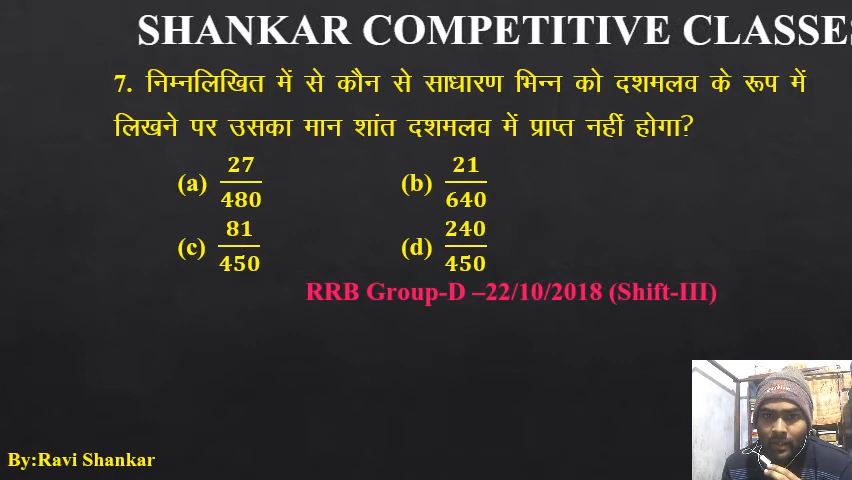 SHANKAR COMPETITIVE CLASSES
7. निम्नलिखित में से कौन से साधारण भिन्न को दशमलव के रूप में
लिखने पर उसका मान शांत दशमलव में प्राप्त नहीं होगा?
(a) 27/480 (b) 21/640
(c) 81/450 (d) 240/450
RRB Group-D –22/10/2018 (Shift-III)
By:Ravi Shankar